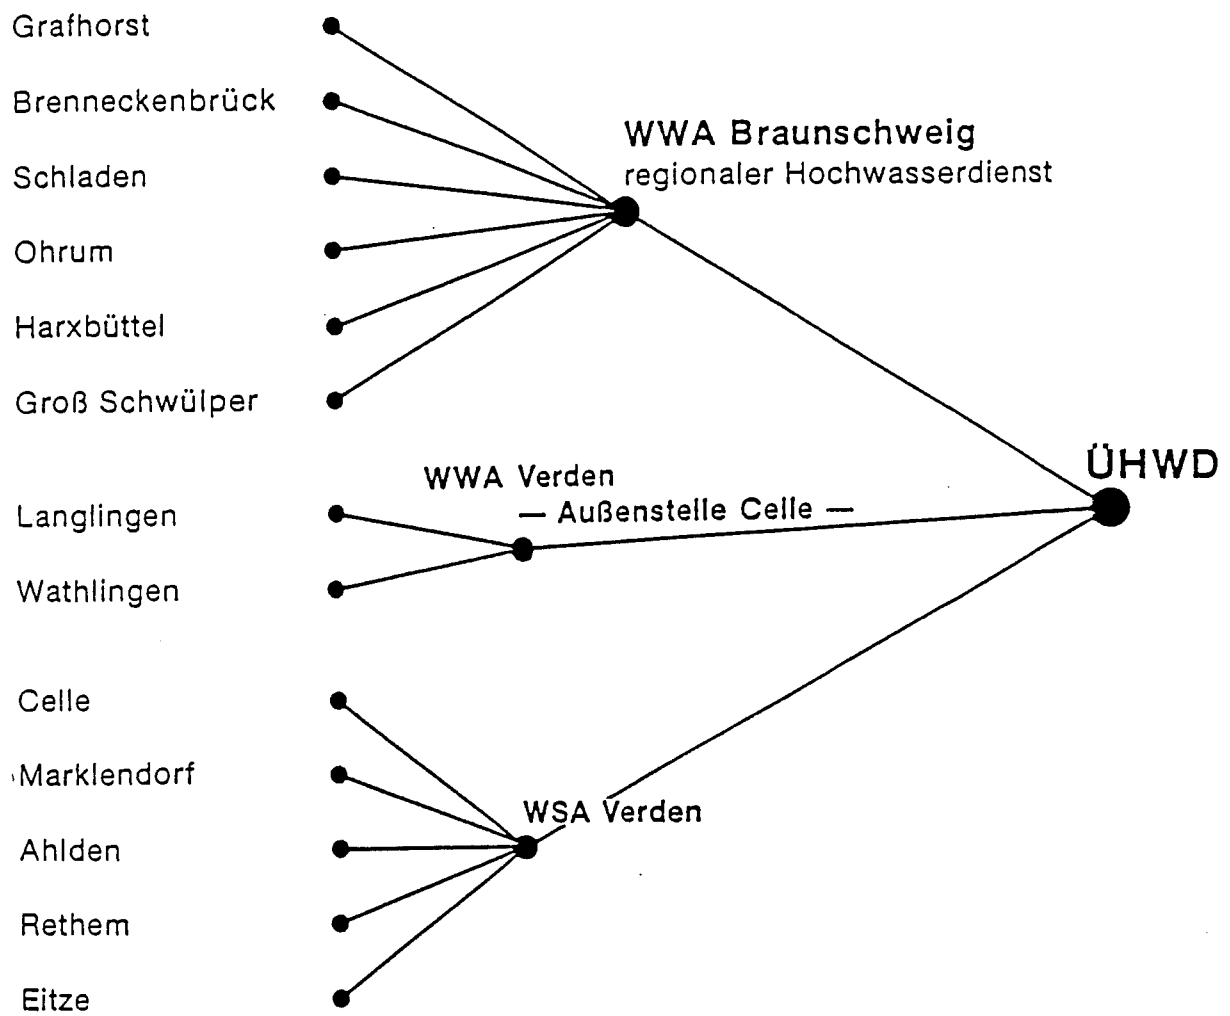 Grafhorst
Brenneckenbrück
WWA Braunschweig
regionaler Hochwasserdienst
Schladen
Ohrum
Harxbüttel
Groß Schwülper
ÜHWD
WWA Verden
— Außenstelle Celle —
Langlingen
Wathlingen
Celle
Marklendorf
WSA Verden
Ahlden
Rethem
Eitze